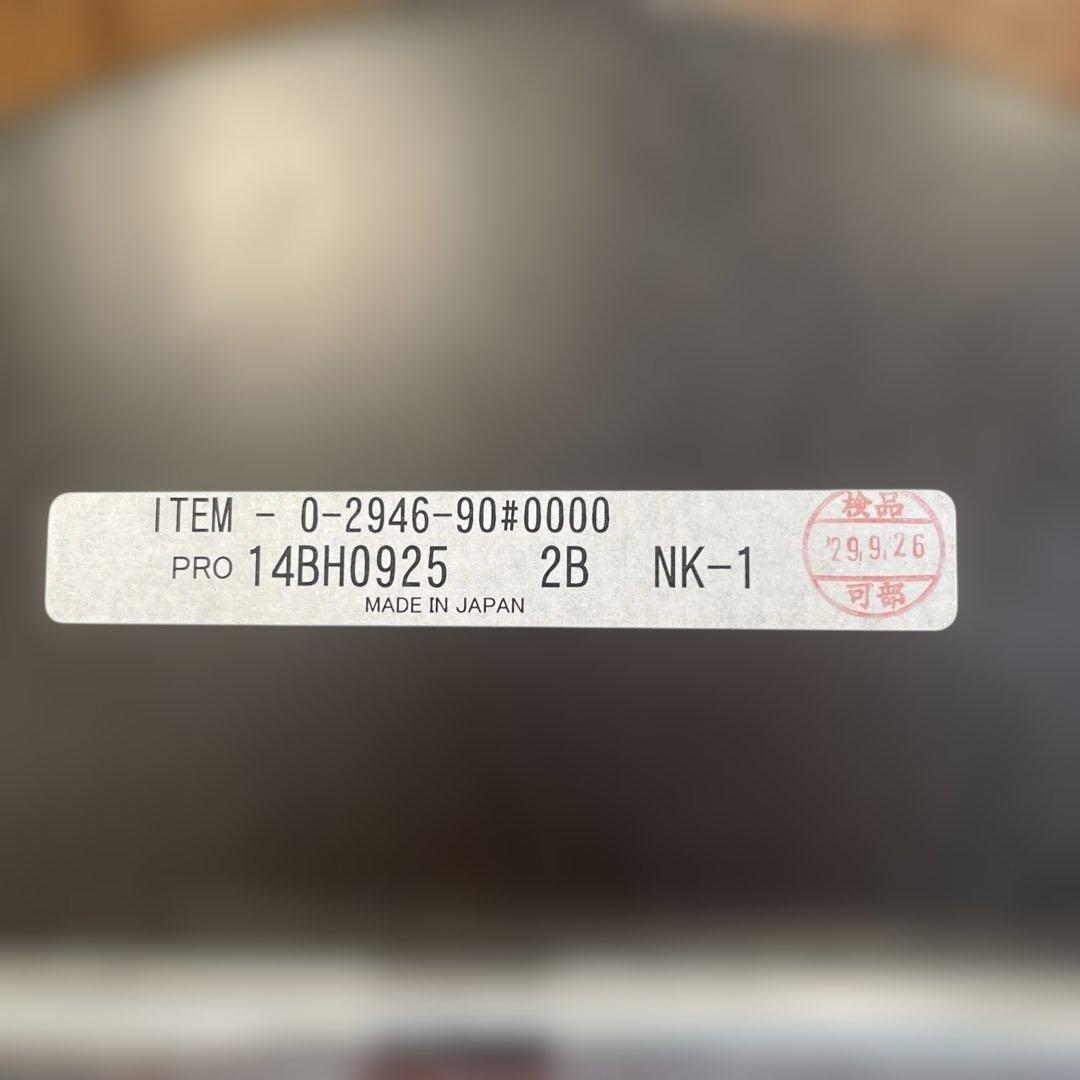 ITEM - 0-2946-90#0000
PRO 14BH0925 2B NK-1
MADE IN JAPAN
検品
'29.9.26
可部